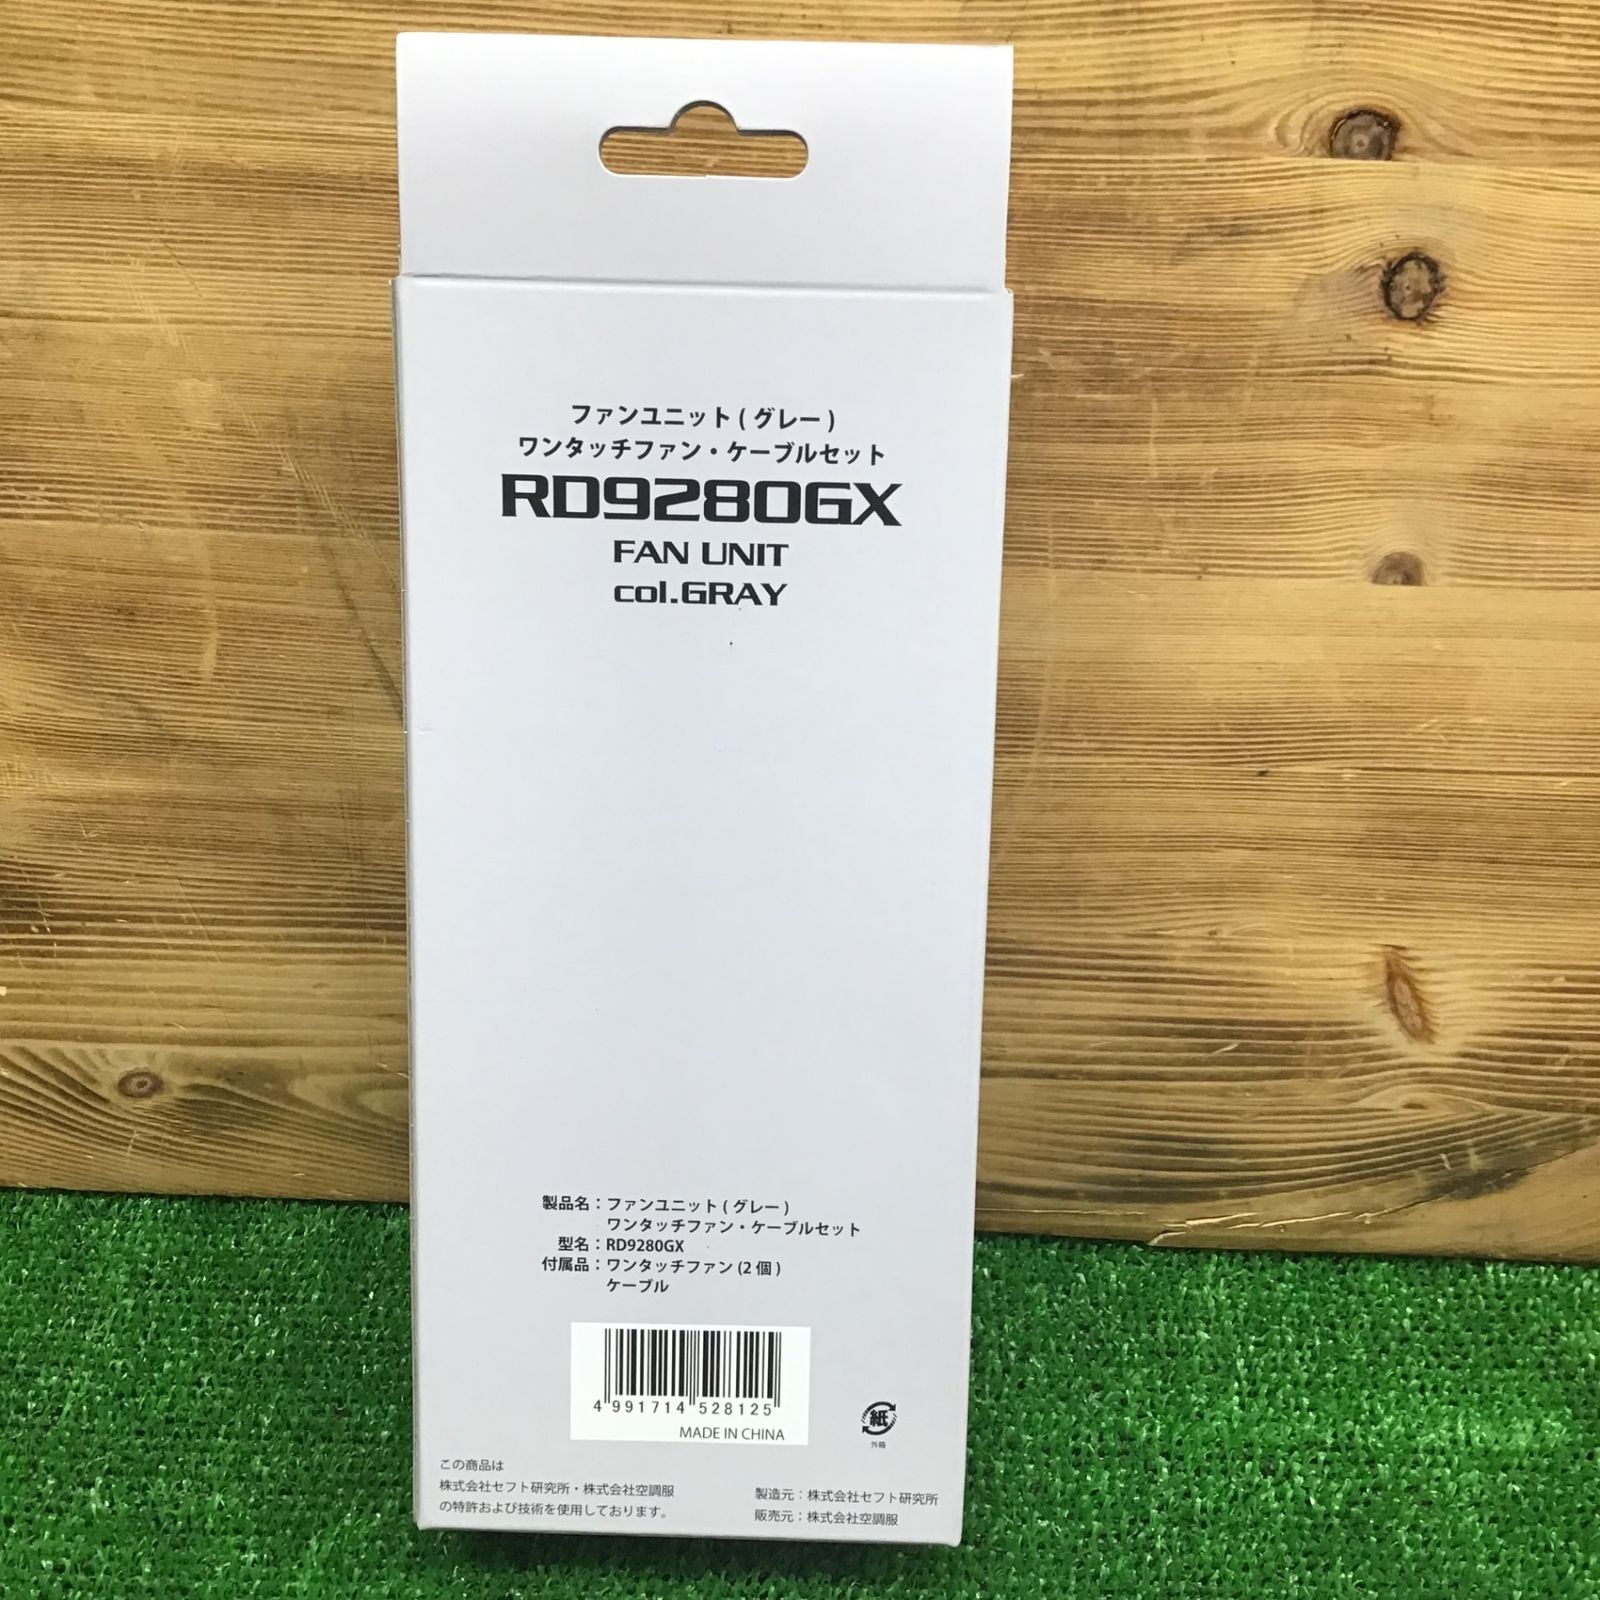 ファンユニット ( グレー )
ワンタッチファン・ケーブルセット
RD9280GX
FAN UNIT
col.GRAY
製品名：ファンユニット ( グレー )
ワンタッチファン・ケーブルセット
型名：RD9280GX
付属品：ワンタッチファン (2 個 )
ケーブル
4 991714 528125
MADE IN CHINA
紙
外箱
この商品は
株式会社セフト研究所・株式会社空調服
の特許および技術を使用しております。
製造元：株式会社セフト研究所
販売元：株式会社空調服